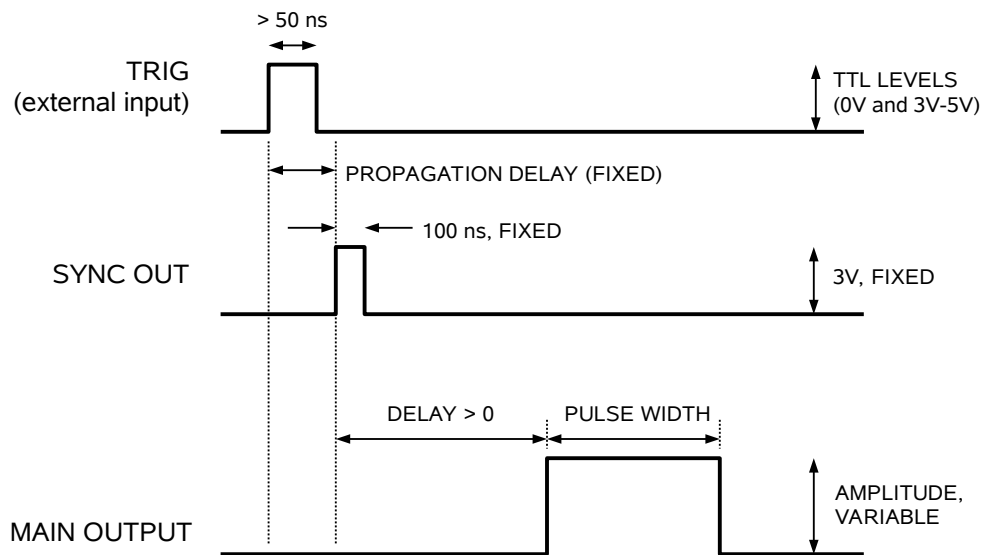 > 50 ns
TRIG
(external input)
TTL LEVELS
(0V and 3V-5V)
PROPAGATION DELAY (FIXED)
100 ns, FIXED
SYNC OUT
3V, FIXED
DELAY > 0
PULSE WIDTH
AMPLITUDE,
VARIABLE
MAIN OUTPUT